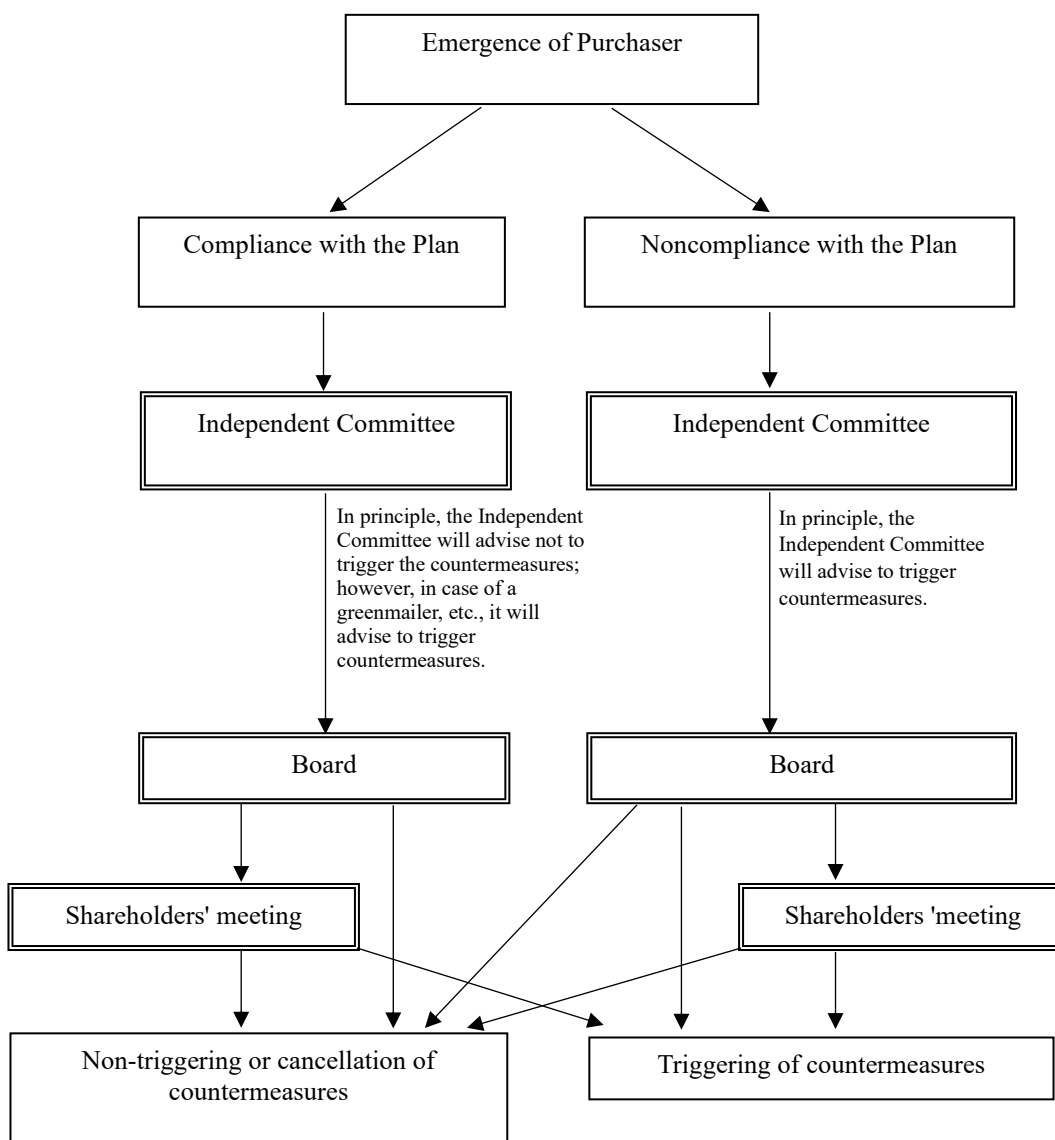 Emergence of Purchaser
Compliance with the Plan
Noncompliance with the Plan
Independent Committee
Independent Committee
In principle, the Independent
Committee will advise not to
trigger the countermeasures;
however, in case of a
greenmailer, etc., it will
advise to trigger
countermeasures.
In principle, the
Independent Committee
will advise to trigger
countermeasures.
Board
Board
Shareholders' meeting
Shareholders 'meeting
Non-triggering or cancellation of
countermeasures
Triggering of countermeasures